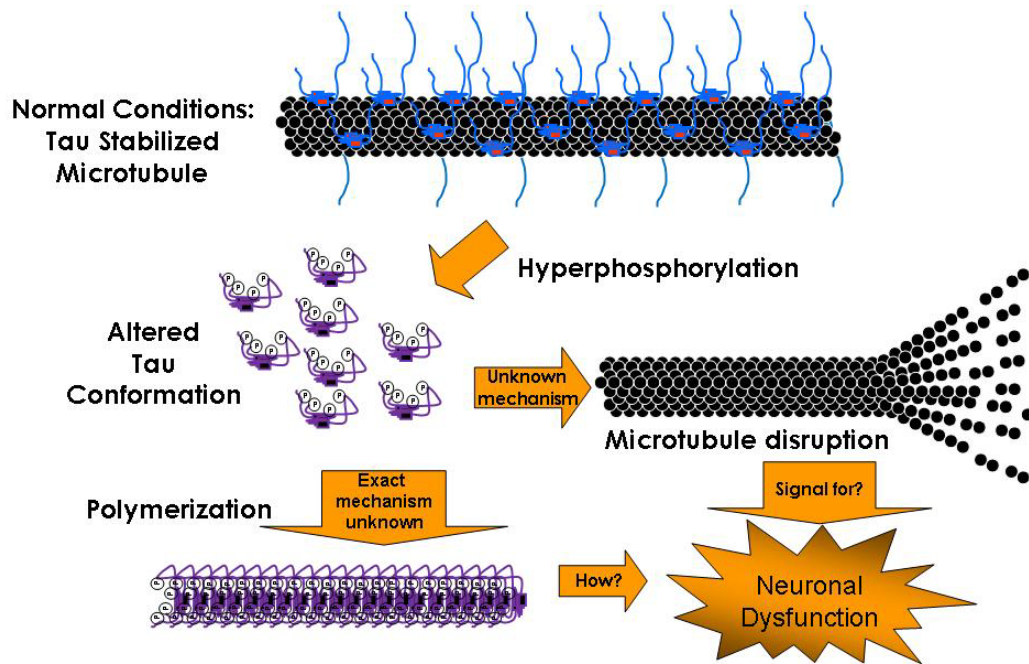 Normal Conditions:
Tau Stabilized
Microtubule
Hyperphosphorylation
P P P P
P P P P
P P P P
P P P P
P P P P
P P P P
P P P P
P P P P
Altered
Tau
Conformation
Unknown
mechanism
Microtubule disruption
Polymerization
Exact
mechanism
unknown
Signal for?
How?
Neuronal
Dysfunction